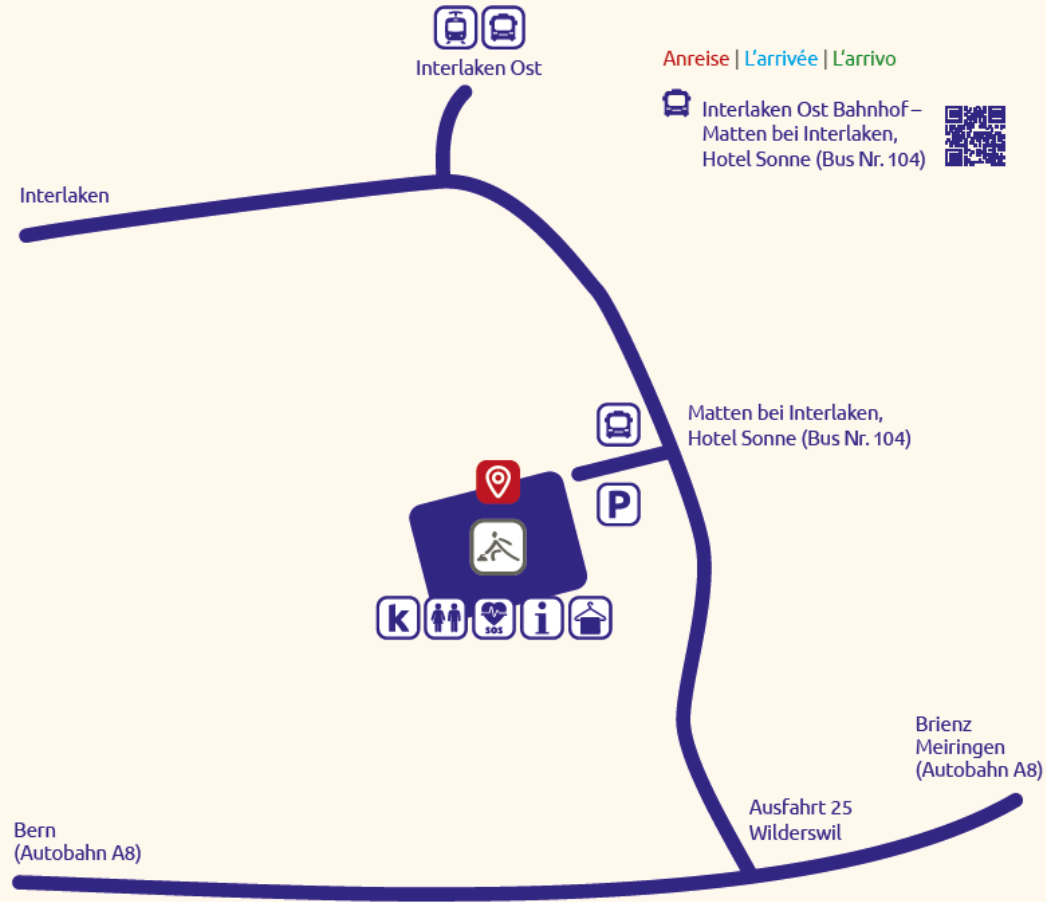 Interlaken Ost
Anreise | L'arrivée | L'arrivo
Interlaken Ost Bahnhof –
Matten bei Interlaken,
Hotel Sonne (Bus Nr. 104)
Interlaken
Matten bei Interlaken,
Hotel Sonne (Bus Nr. 104)
P
k
SOS
i
Brienz
Meiringen
(Autobahn A8)
Ausfahrt 25
Wilderswil
Bern
(Autobahn A8)